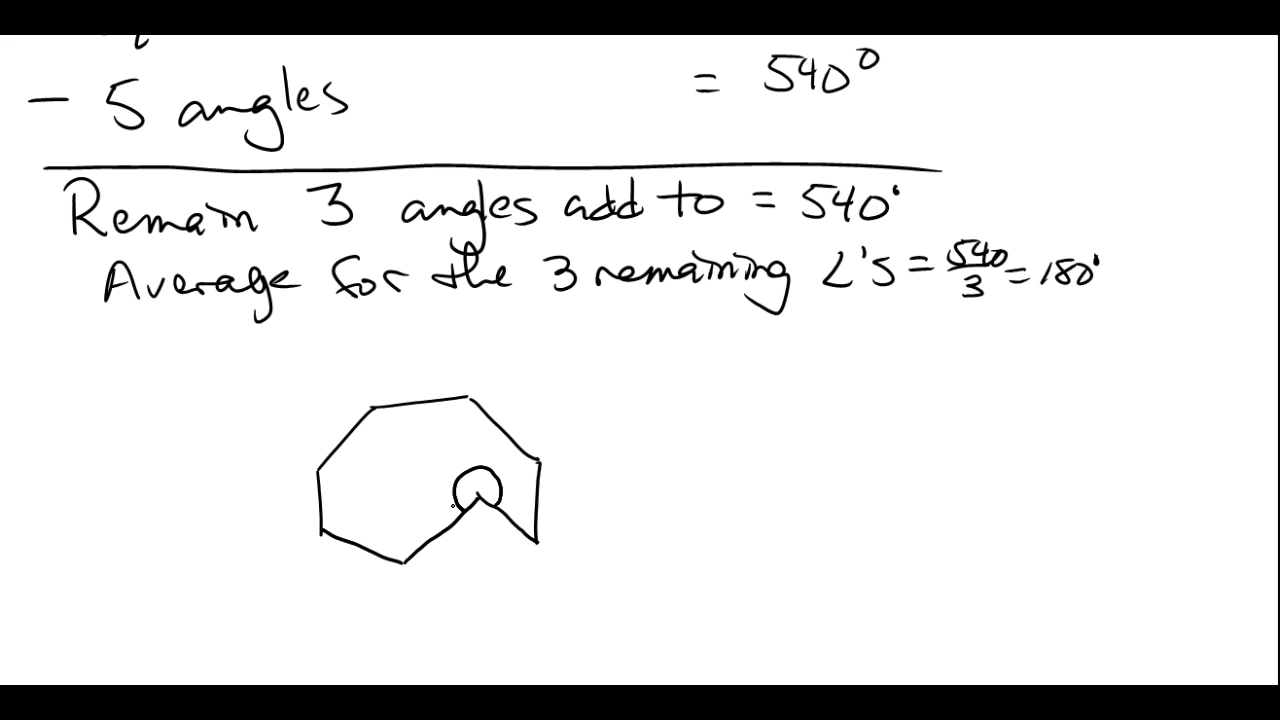 - 5 angles = 540°
Remain 3 angles add to = 540°
Average for the 3 remaining ∠'s = 540/3 = 180°